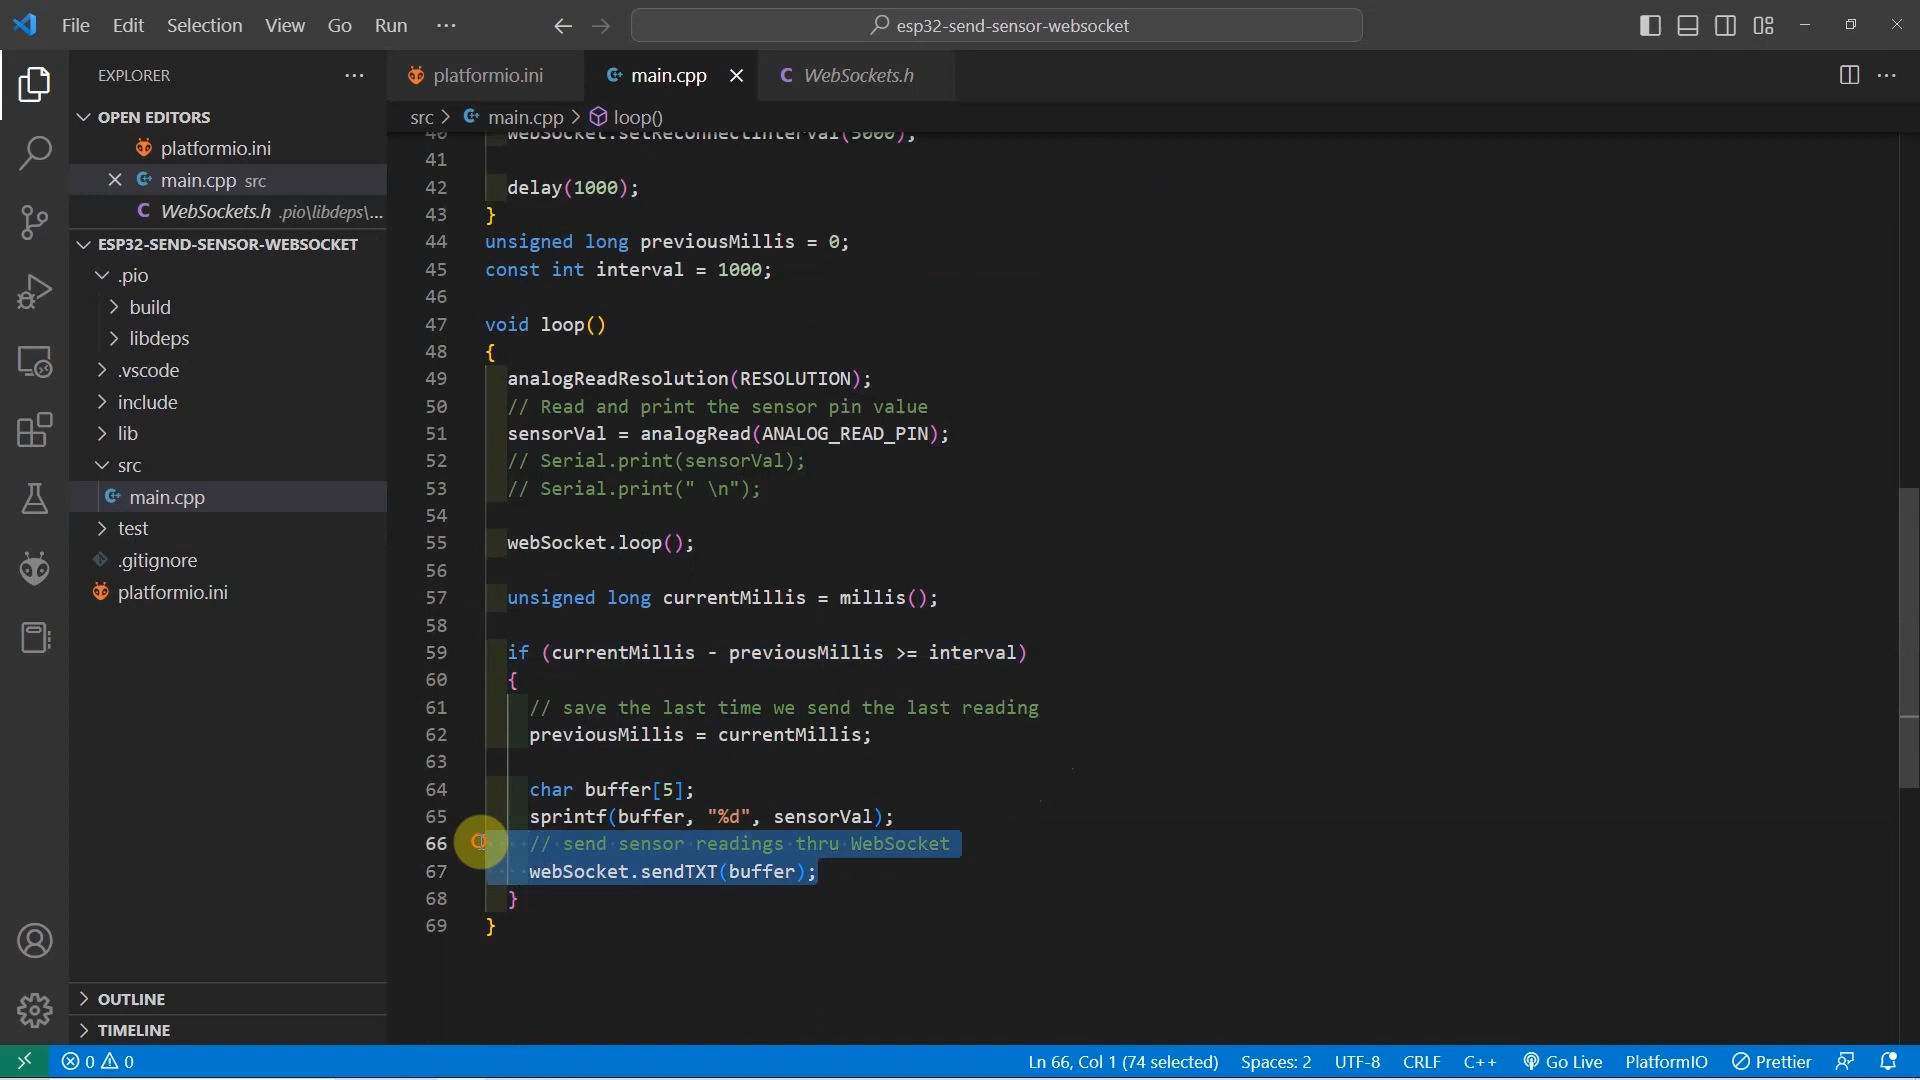 File Edit Selection View Go Run ···
esp32-send-sensor-websocket
EXPLORER ···
OPEN EDITORS
platformio.ini
main.cpp src
WebSockets.h .pio\libdeps\...
ESP32-SEND-SENSOR-WEBSOCKET
.pio
build
libdeps
.vscode
include
lib
src
main.cpp
test
.gitignore
platformio.ini
OUTLINE
TIMELINE
platformio.ini main.cpp WebSockets.h
src > main.cpp > loop()
40 webSocket.setReconnectInterval(5000);
41
42 delay(1000);
43 }
44 unsigned long previousMillis = 0;
45 const int interval = 1000;
46
47 void loop()
48 {
49 analogReadResolution(RESOLUTION);
50 // Read and print the sensor pin value
51 sensorVal = analogRead(ANALOG_READ_PIN);
52 // Serial.print(sensorVal);
53 // Serial.print(" \n");
54
55 webSocket.loop();
56
57 unsigned long currentMillis = millis();
58
59 if (currentMillis - previousMillis >= interval)
60 {
61 // save the last time we send the last reading
62 previousMillis = currentMillis;
63
64 char buffer[5];
65 sprintf(buffer, "%d", sensorVal);
66 // send sensor readings thru WebSocket
67 webSocket.sendTXT(buffer);
68 }
69 }
0 0 Ln 66, Col 1 (74 selected) Spaces: 2 UTF-8 CRLF C++ Go Live PlatformIO Prettier